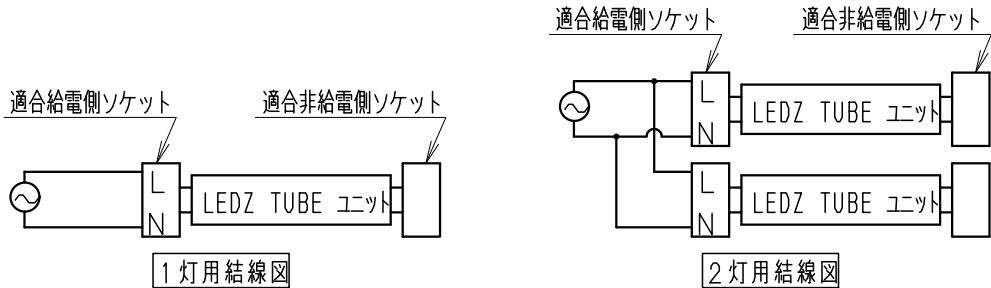 適合給電側ソケット
適合非給電側ソケット
L
N
LEDZ TUBE ユニット
1灯用結線図
適合給電側ソケット
適合非給電側ソケット
L
N
LEDZ TUBE ユニット
L
N
LEDZ TUBE ユニット
2灯用結線図